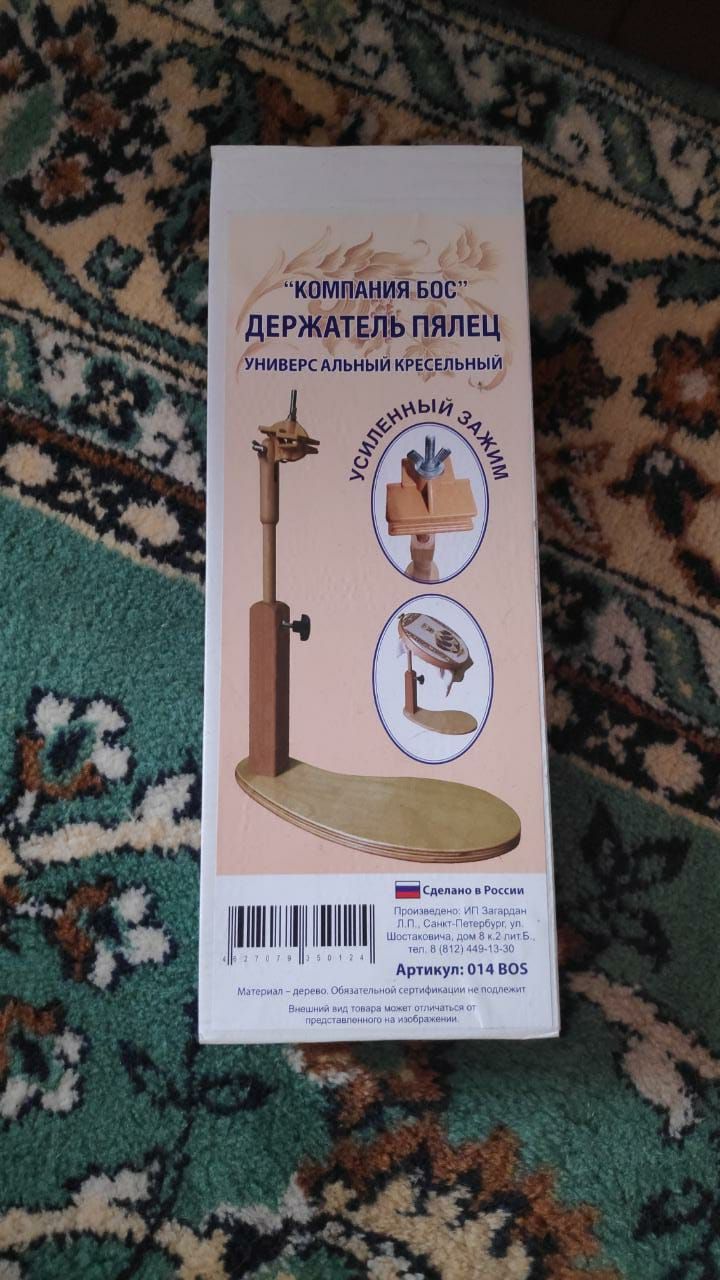 "КОМПАНИЯ БОС"
ДЕРЖАТЕЛЬ ПЯЛЕЦ
УНИВЕРСАЛЬНЫЙ КРЕСЕЛЬНЫЙ
УСИЛЕННЫЙ ЗАЖИМ
Сделано в России
Произведено: ИП Загардан
Л.П., Санкт-Петербург, ул.
Шостаковича, дом 8 к.2 лит.Б.,
тел. 8 (812) 449-13-30
4627079350124
Артикул: 014 BOS
Материал – дерево. Обязательной сертификации не подлежит
Внешний вид товара может отличаться от
представленного на изображении.